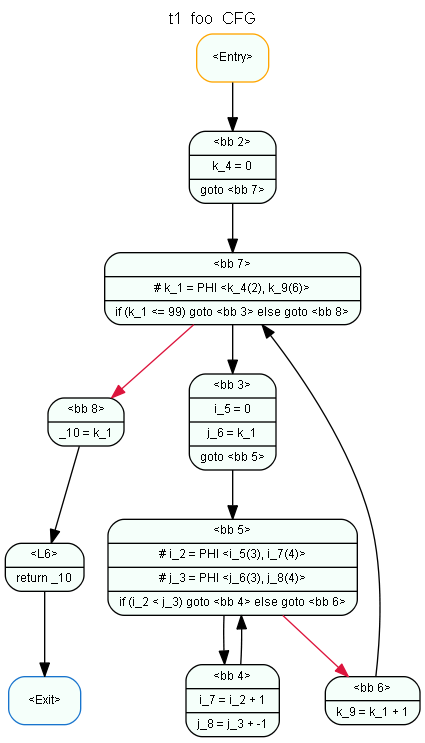 t1 foo CFG
<Entry>
<bb 2>
k_4 = 0
goto <bb 7>
<bb 7>
# k_1 = PHI <k_4(2), k_9(6)>
if (k_1 <= 99) goto <bb 3> else goto <bb 8>
<bb 8>
_10 = k_1
<bb 3>
i_5 = 0
j_6 = k_1
goto <bb 5>
<bb 5>
# i_2 = PHI <i_5(3), i_7(4)>
# j_3 = PHI <j_6(3), j_8(4)>
if (i_2 < j_3) goto <bb 4> else goto <bb 6>
<L6>
return _10
<bb 4>
i_7 = i_2 + 1
j_8 = j_3 + -1
<bb 6>
k_9 = k_1 + 1
<Exit>